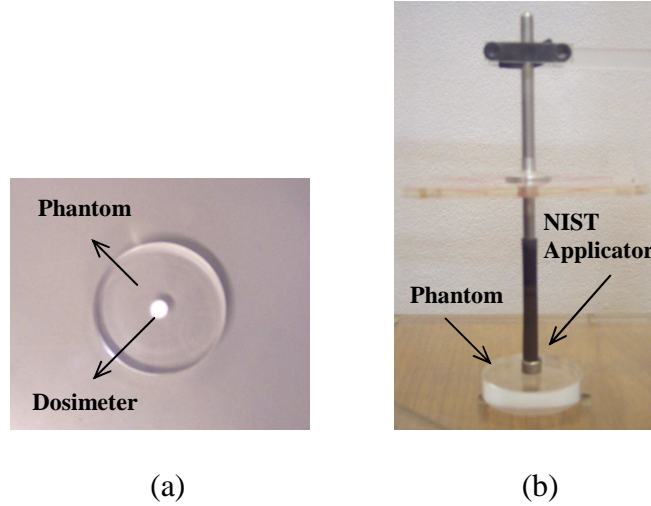 Phantom
Dosimeter
NIST
Applicator
Phantom
(a)
(b)